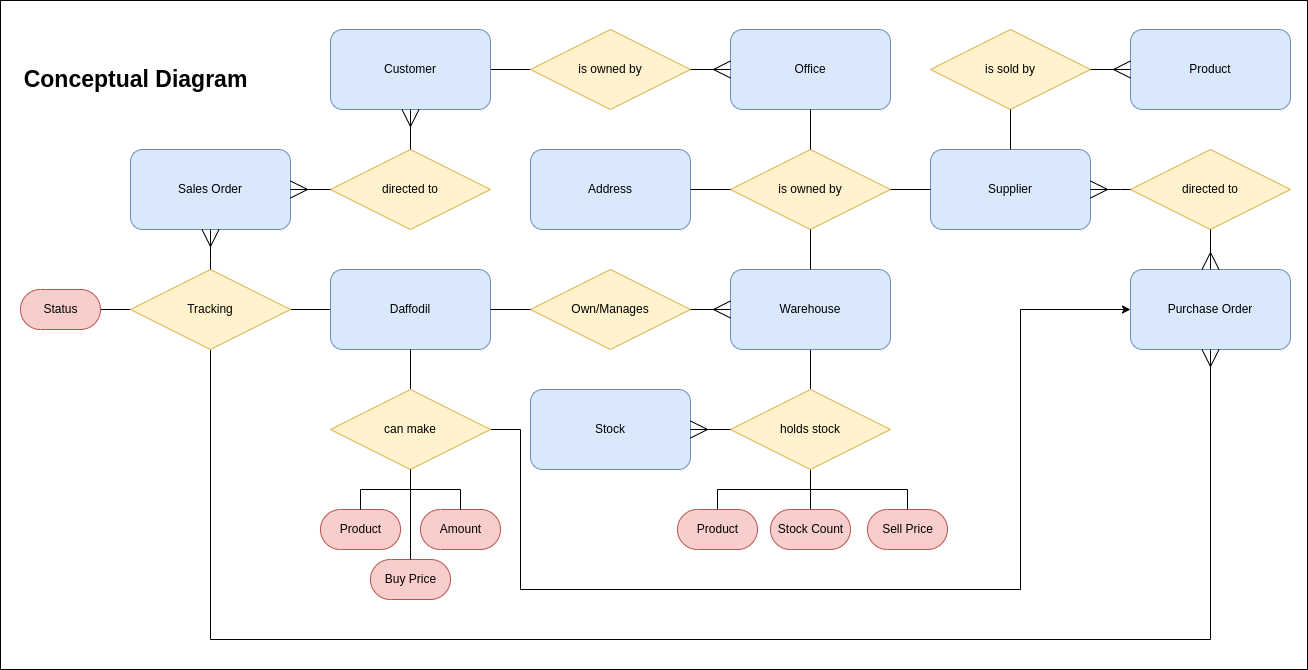 Customer
is owned by
Office
is sold by
Product
Conceptual Diagram
Sales Order
directed to
Address
is owned by
Supplier
directed to
Status
Tracking
Daffodil
Own/Manages
Warehouse
Purchase Order
can make
Stock
holds stock
Product
Amount
Product
Stock Count
Sell Price
Buy Price